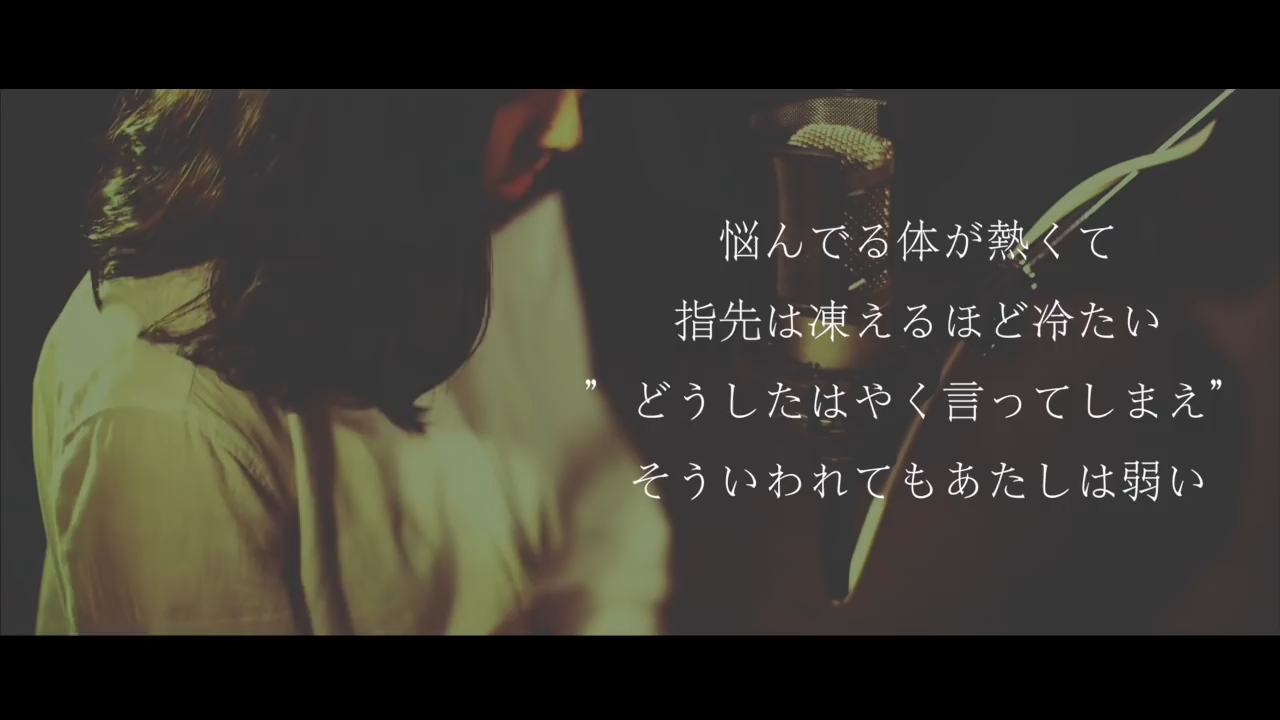 悩んでる体が熱くて
指先は凍えるほど冷たい
” どうしたはやく言ってしまえ”
そういわれてもあたしは弱い